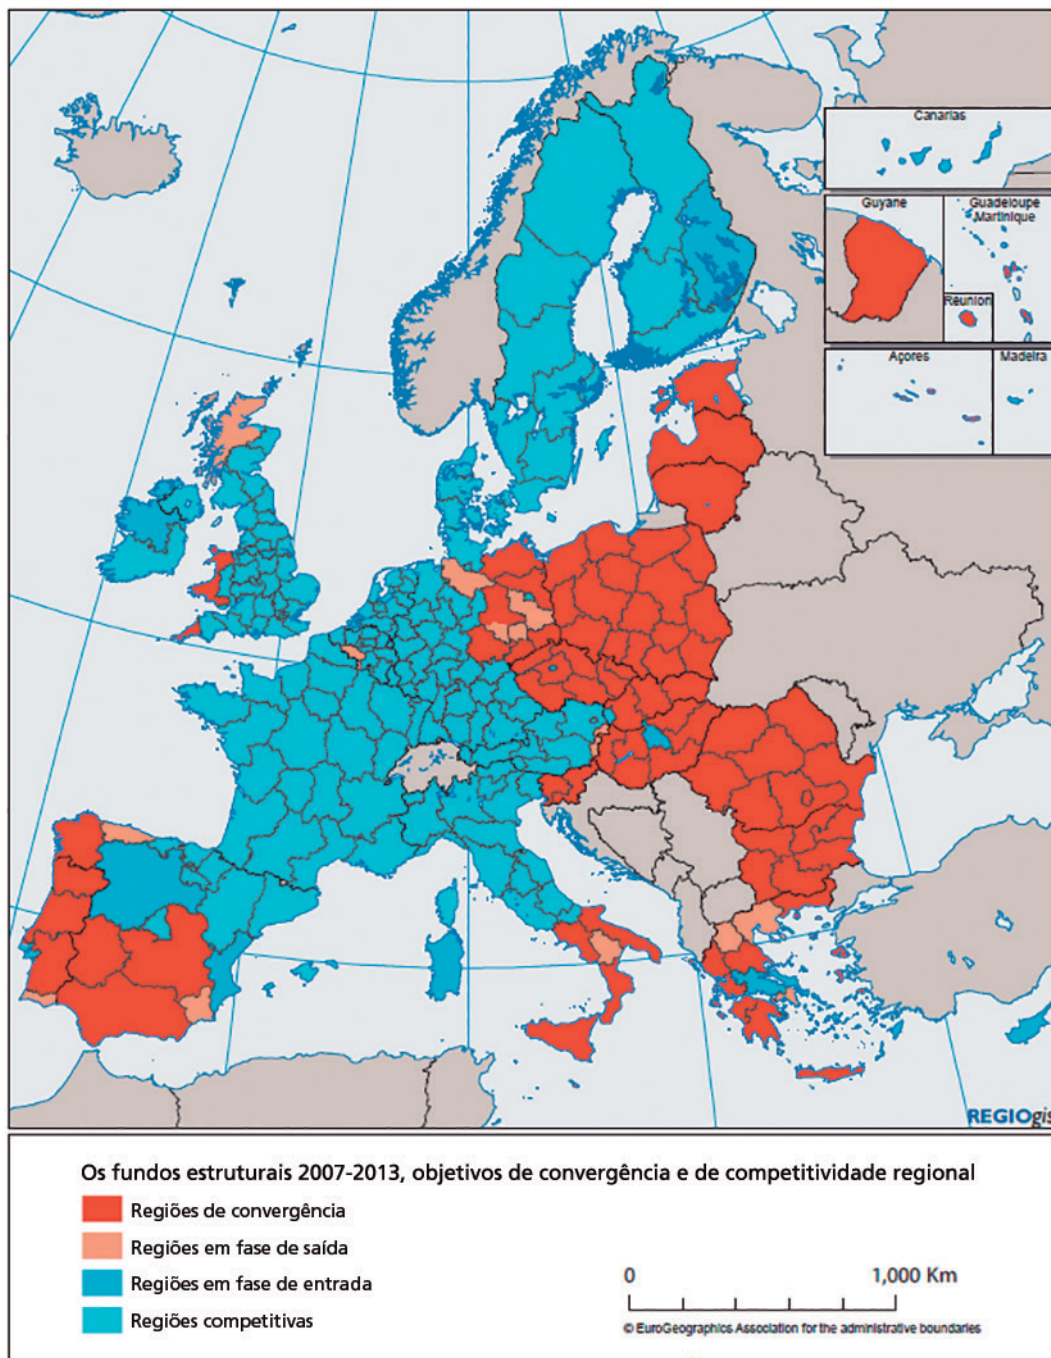 Canarias
Guyane
Guadeloupe
Martinique
Réunion
Açores
Madeira
REGIOgis
Os fundos estruturais 2007-2013, objetivos de convergência e de competitividade regional
Regiões de convergência
Regiões em fase de saída
Regiões em fase de entrada
Regiões competitivas
0
1,000 Km
© EuroGeographics Association for the administrative boundaries